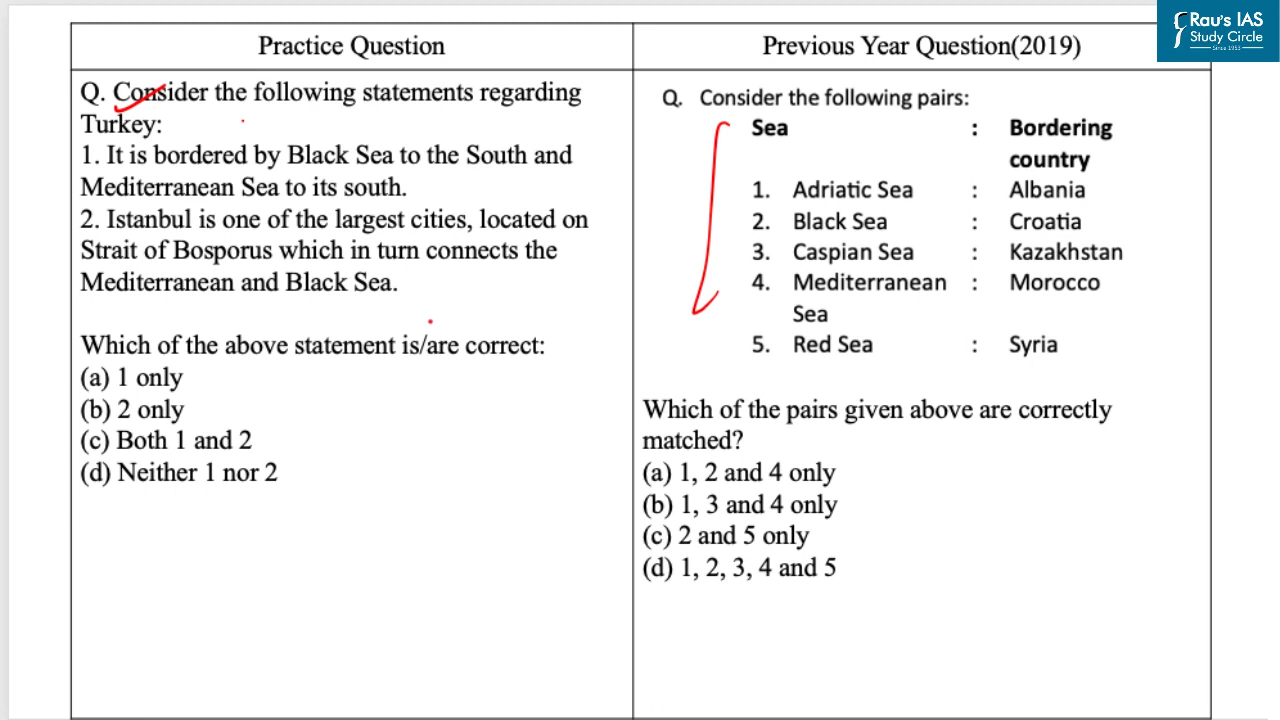 Rau's IAS
Study Circle
Since 1953
Practice Question
Previous Year Question(2019)
Q. Consider the following statements regarding
Turkey:
1. It is bordered by Black Sea to the South and
Mediterranean Sea to its south.
2. Istanbul is one of the largest cities, located on
Strait of Bosporus which in turn connects the
Mediterranean and Black Sea.
Which of the above statement is/are correct:
(a) 1 only
(b) 2 only
(c) Both 1 and 2
(d) Neither 1 nor 2
Q. Consider the following pairs:
Sea : Bordering
country
1. Adriatic Sea : Albania
2. Black Sea : Croatia
3. Caspian Sea : Kazakhstan
4. Mediterranean : Morocco
Sea
5. Red Sea : Syria
Which of the pairs given above are correctly
matched?
(a) 1, 2 and 4 only
(b) 1, 3 and 4 only
(c) 2 and 5 only
(d) 1, 2, 3, 4 and 5